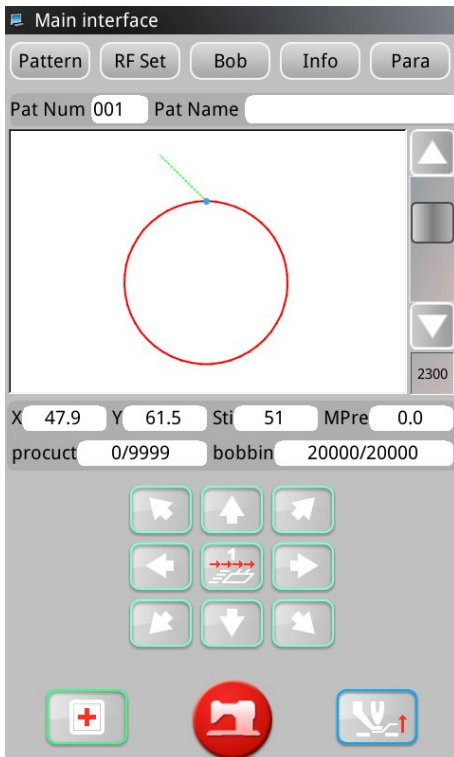 Main interface
Pattern RF Set Bob Info Para
Pat Num 001 Pat Name
2300
X 47.9 Y 61.5 Sti 51 MPre 0.0
procuct 0/9999 bobbin 20000/20000
1